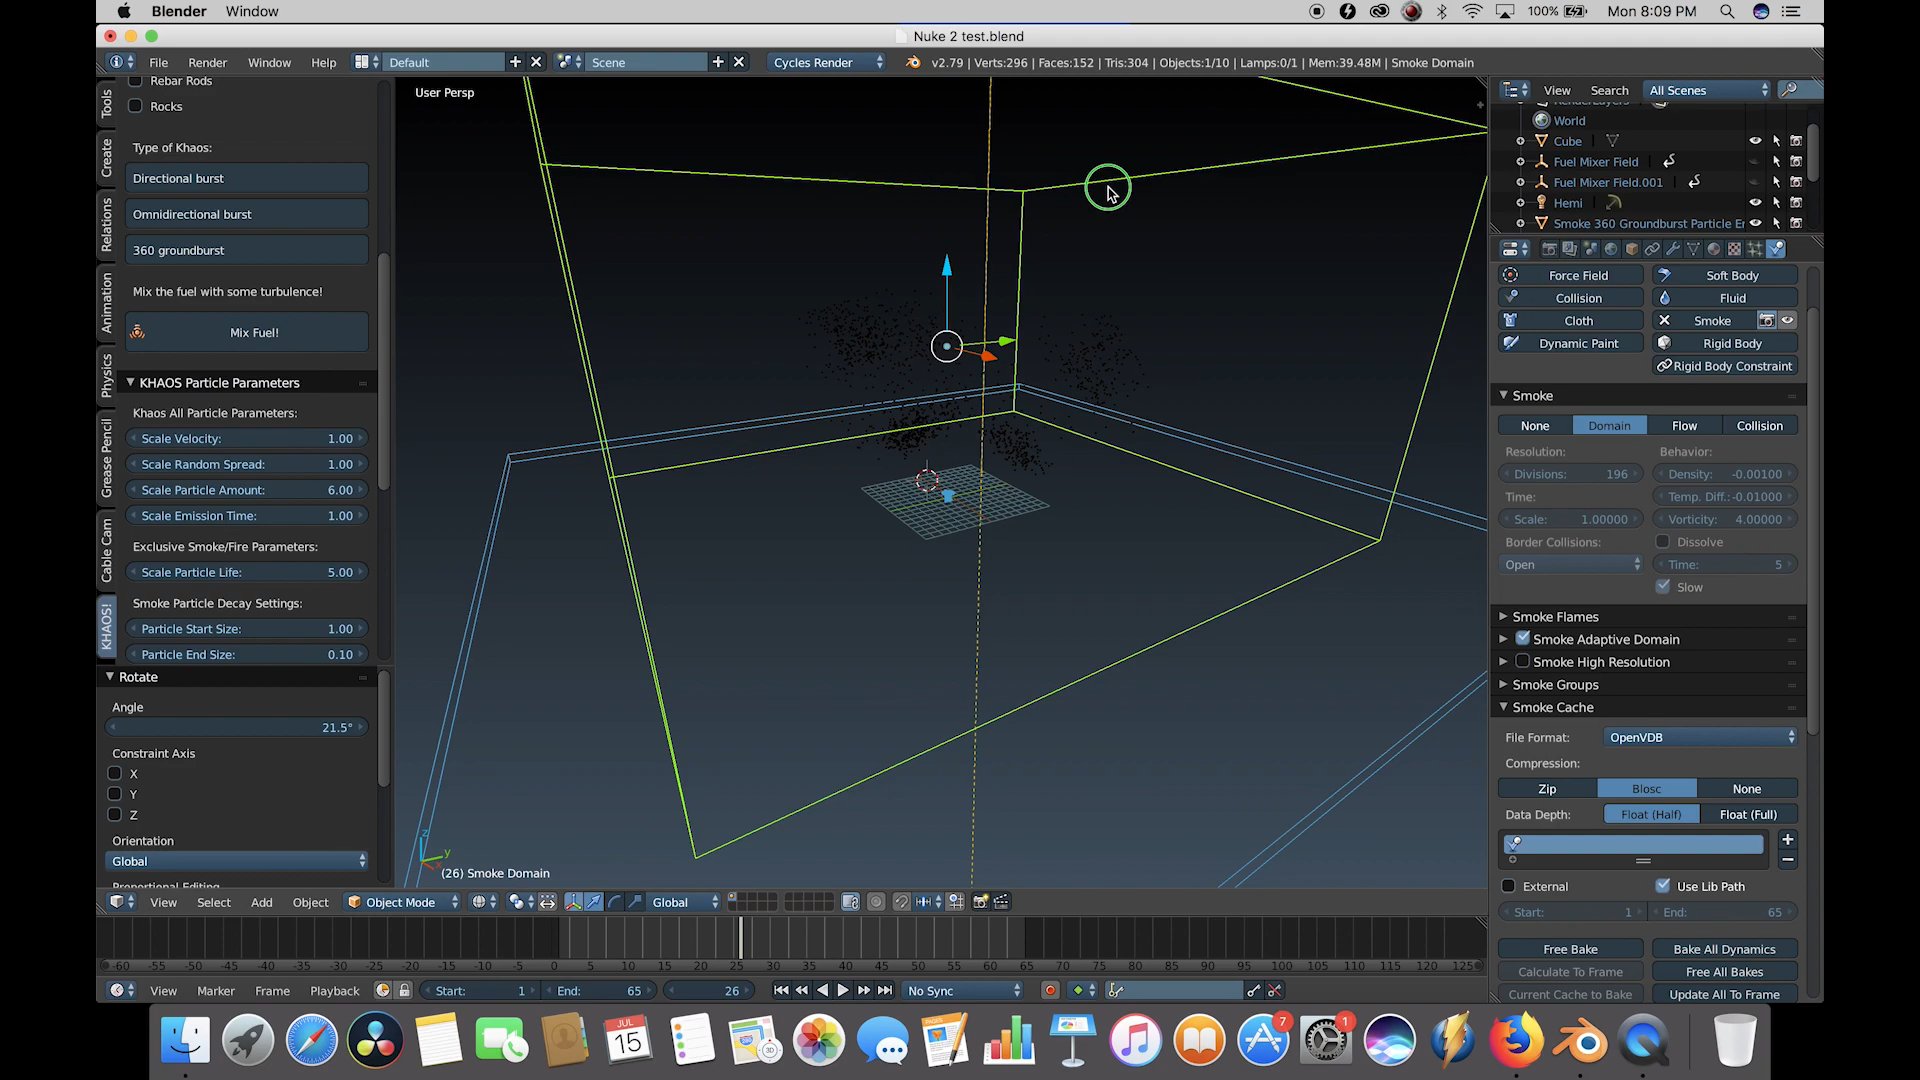 Blender Window
100% Mon 8:09 PM
Nuke 2 test.blend
File Render Window Help Default Scene Cycles Render v2.79 | Verts:296 | Faces:152 | Tris:304 | Objects:1/10 | Lamps:0/1 | Mem:39.48M | Smoke Domain
Tools
Create
Relations
Animation
Physics
Grease Pencil
Cable Cam
KHAOS!
Rebar Rods
Rocks
Type of Khaos:
Directional burst
Omnidirectional burst
360 groundburst
Mix the fuel with some turbulence!
Mix Fuel!
KHAOS Particle Parameters
Khaos All Particle Parameters:
Scale Velocity: 1.00
Scale Random Spread: 1.00
Scale Particle Amount: 6.00
Scale Emission Time: 1.00
Exclusive Smoke/Fire Parameters:
Scale Particle Life: 5.00
Smoke Particle Decay Settings:
Particle Start Size: 1.00
Particle End Size: 0.10
Rotate
Angle
21.5°
Constraint Axis
X
Y
Z
Orientation
Global
User Persp
z
y
(26) Smoke Domain
View Search All Scenes
World
Cube
Fuel Mixer Field
Fuel Mixer Field.001
Hemi
Smoke 360 Groundburst Particle Er
Force Field Soft Body
Collision Fluid
Cloth Smoke
Dynamic Paint Rigid Body
Rigid Body Constraint
Smoke
None Domain Flow Collision
Resolution: Behavior:
Divisions: 196 Density: -0.00100
Time: Temp. Diff.: -0.01000
Scale: 1.00000 Vorticity: 4.00000
Border Collisions: Dissolve
Open Time: 5
Slow
Smoke Flames
Smoke Adaptive Domain
Smoke High Resolution
Smoke Groups
Smoke Cache
File Format: OpenVDB
Compression:
Zip Blosc None
Data Depth: Float (Half) Float (Full)
External Use Lib Path
Start: 1 End: 65
Free Bake Bake All Dynamics
Calculate To Frame Free All Bakes
Current Cache to Bake Update All To Frame
View Select Add Object Object Mode Global
-60 -55 -50 -45 -40 -35 -30 -25 -20 -15 -10 -5 0 5 10 15 20 25 30 35 40 45 50 55 60 65 70 75 80 85 90 95 100 105 110 115 120 125
View Marker Frame Playback Start: 1 End: 65 26 No Sync
JUL
15
3D
7
1